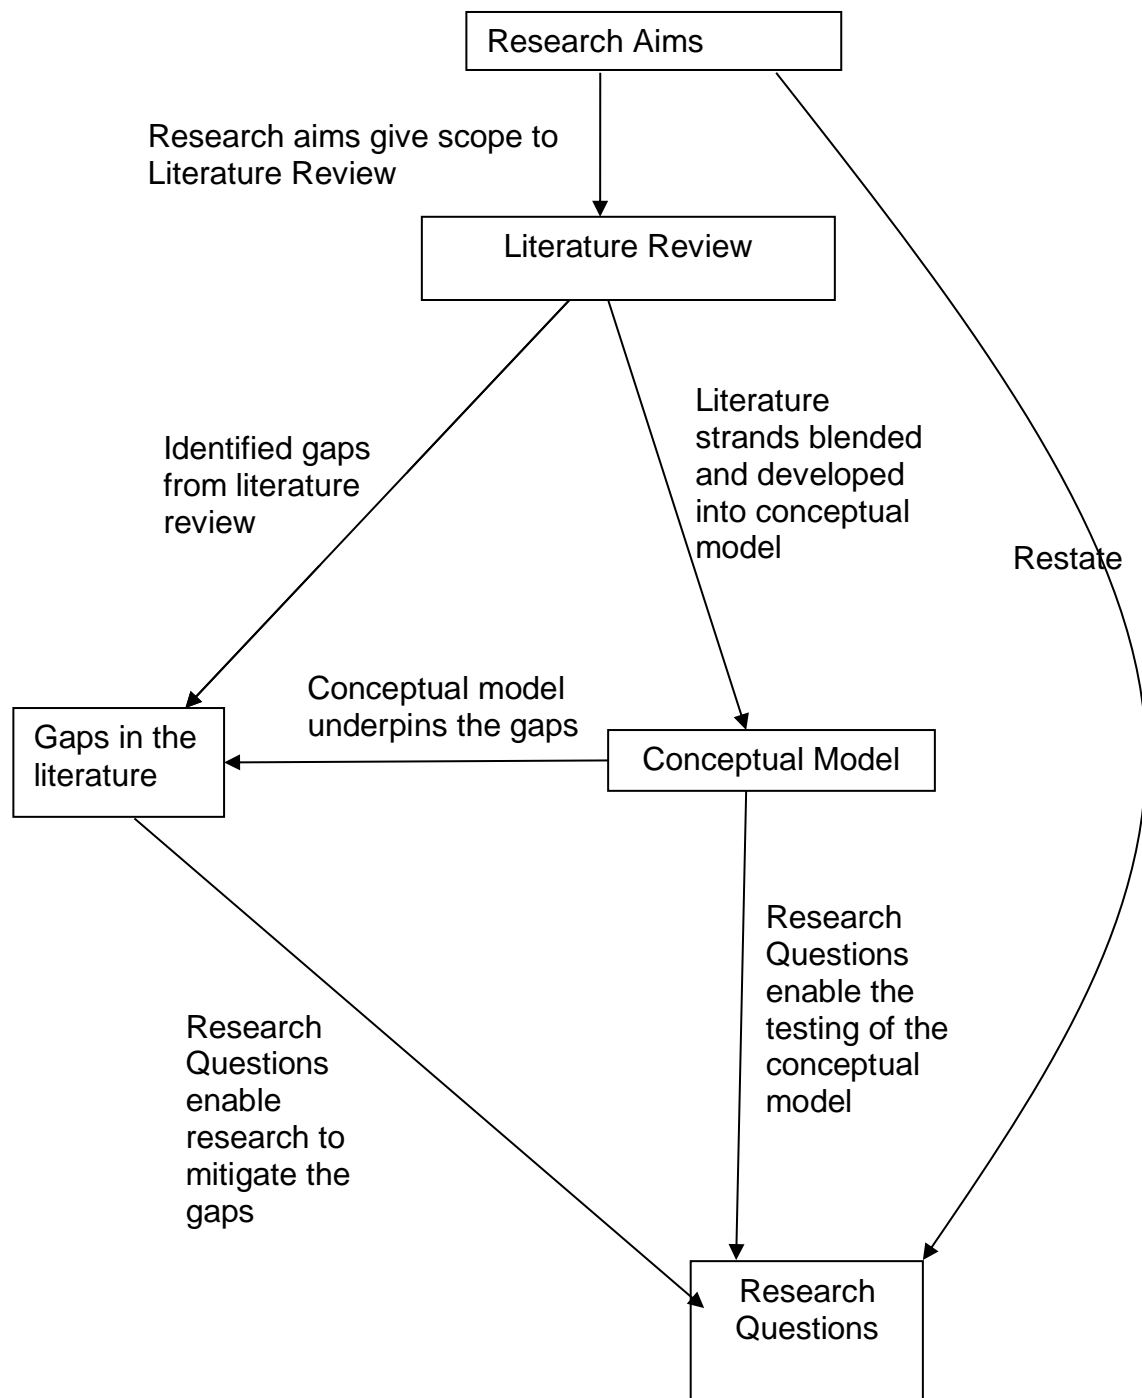 Research Aims
Research aims give scope to
Literature Review
Literature Review
Identified gaps
from literature
review
Literature
strands blended
and developed
into conceptual
model
Restate
Conceptual model
underpins the gaps
Gaps in the
literature
Conceptual Model
Research
Questions
enable the
testing of the
conceptual
model
Research
Questions
enable
research to
mitigate the
gaps
Research
Questions